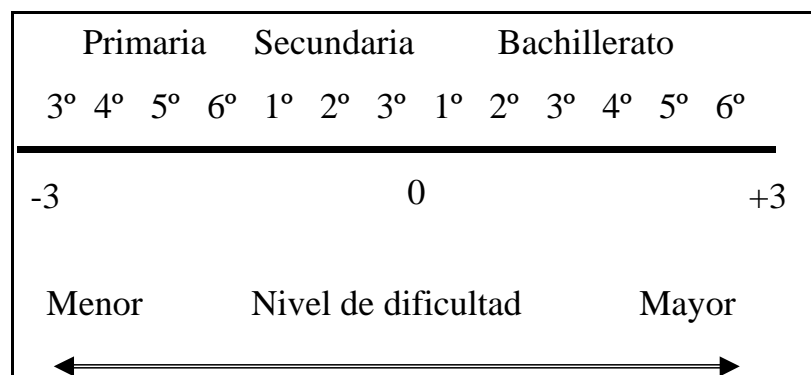 Primaria Secundaria Bachillerato
3º 4º 5º 6º 1º 2º 3º 1º 2º 3º 4º 5º 6º
-3 0 +3
Menor Nivel de dificultad Mayor